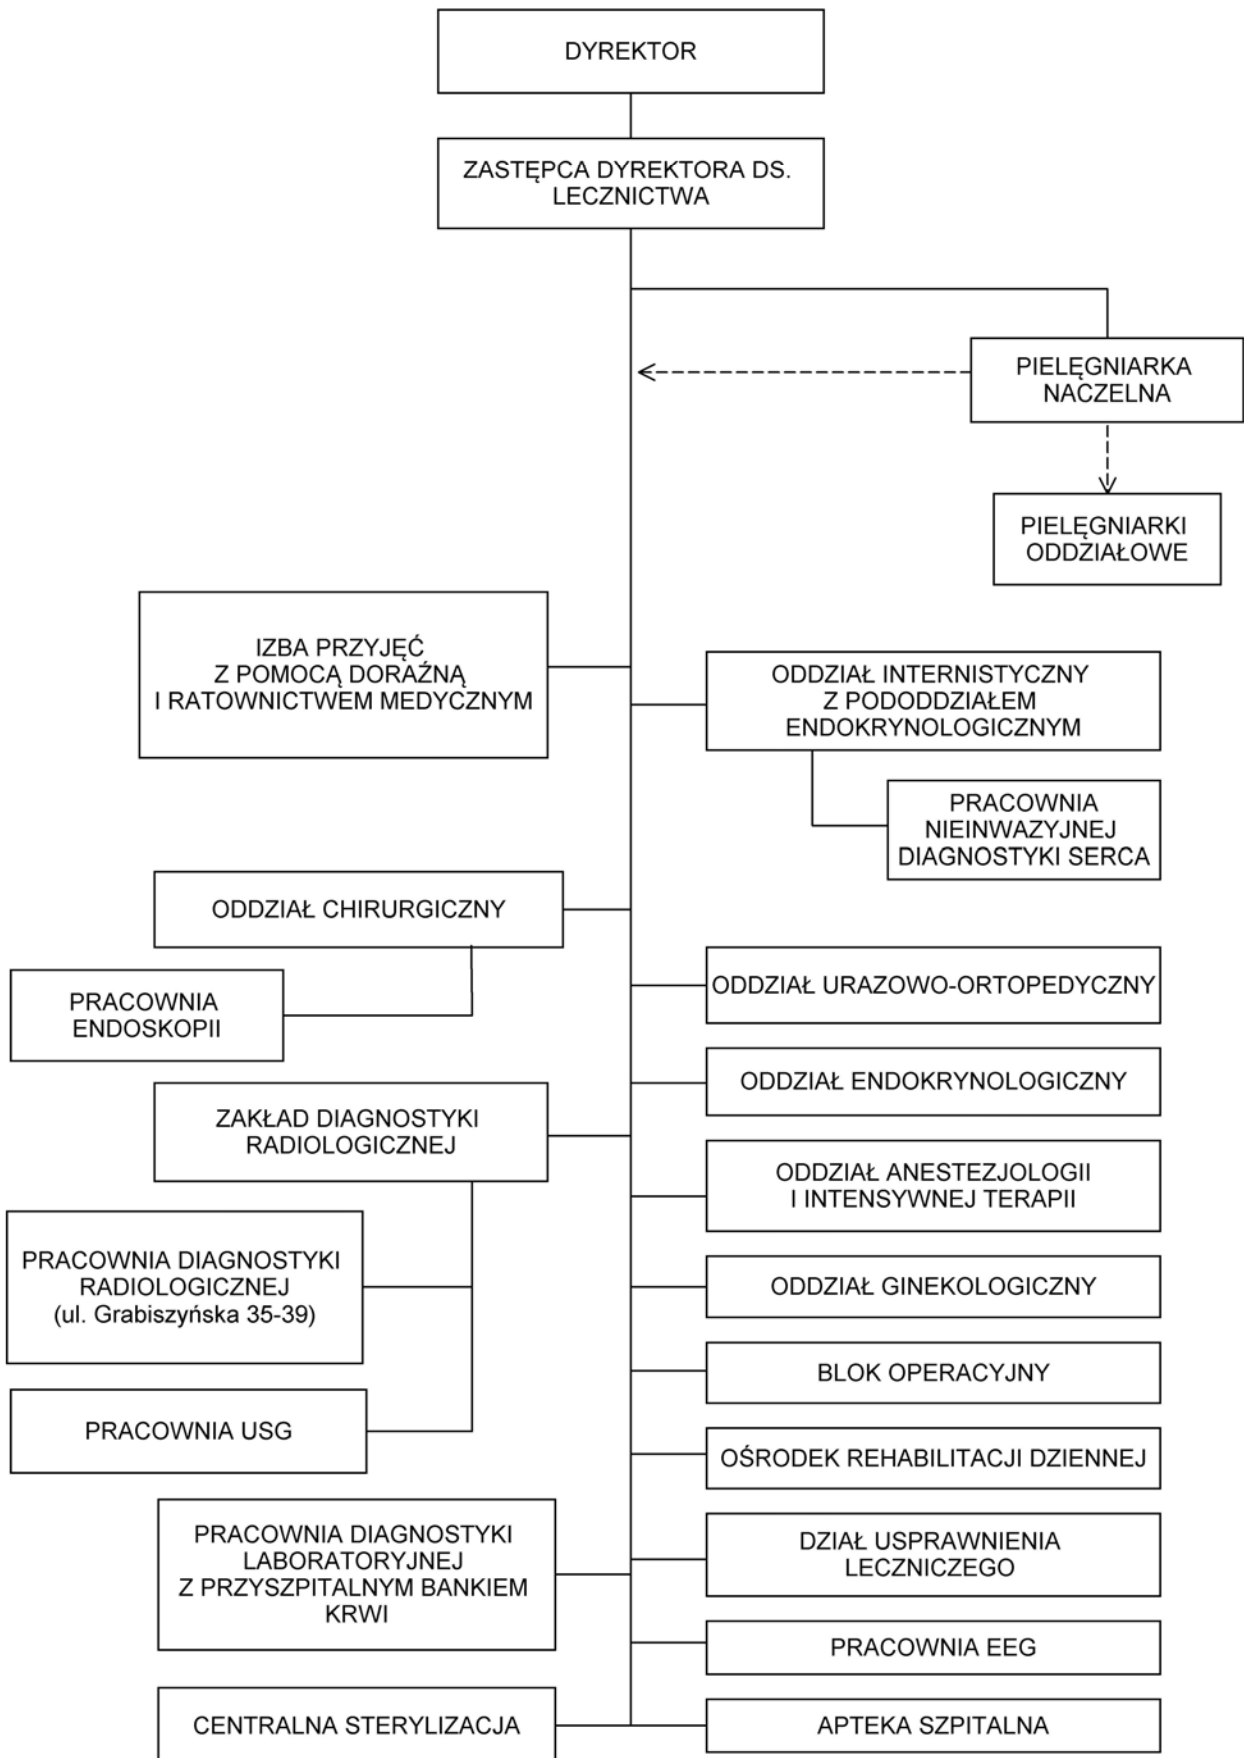 DYREKTOR
ZASTĘPCA DYREKTORA DS.
LECZNICTWA
PIELĘGNIARKA
NACZELNA
PIELĘGNIARKI
ODDZIAŁOWE
IZBA PRZYJĘĆ
Z POMOCĄ DORAŹNĄ
I RATOWNICTWEM MEDYCZNYM
ODDZIAŁ INTERNISTYCZNY
Z PODODDZIAŁEM
ENDOKRYNOLOGICZNYM
PRACOWNIA
NIEINWAZYJNEJ
DIAGNOSTYKI SERCA
ODDZIAŁ CHIRURGICZNY
PRACOWNIA
ENDOSKOPII
ODDZIAŁ URAZOWO-ORTOPEDYCZNY
ODDZIAŁ ENDOKRYNOLOGICZNY
ZAKŁAD DIAGNOSTYKI
RADIOLOGICZNEJ
ODDZIAŁ ANESTEZJOLOGII
I INTENSYWNEJ TERAPII
PRACOWNIA DIAGNOSTYKI
RADIOLOGICZNEJ
(ul. Grabiszyńska 35-39)
ODDZIAŁ GINEKOLOGICZNY
BLOK OPERACYJNY
PRACOWNIA USG
OŚRODEK REHABILITACJI DZIENNEJ
PRACOWNIA DIAGNOSTYKI
LABORATORYJNEJ
Z PRZYSZPITALNYM BANKIEM
KRWI
DZIAŁ USPRAWNIENIA
LECZNICZEGO
PRACOWNIA EEG
CENTRALNA STERYLIZACJA
APTEKA SZPITALNA